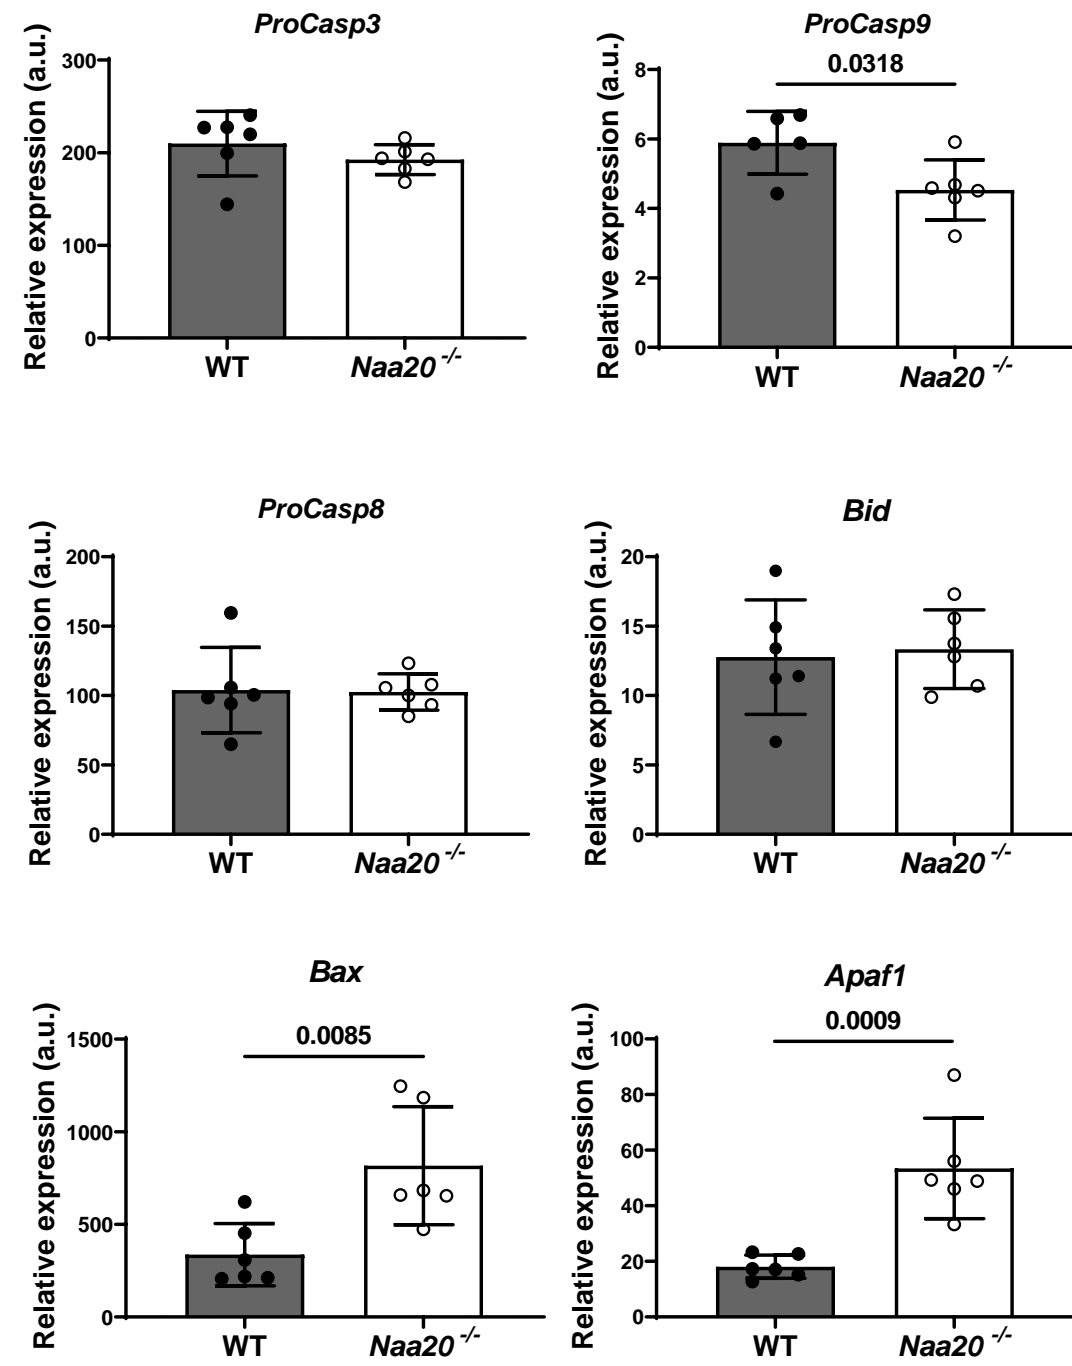 ProCasp3
Relative expression (a.u.)
300
200
100
0
WT
Naa20 -/-
ProCasp9
0.0318
Relative expression (a.u.)
8
6
4
2
0
WT
Naa20 -/-
ProCasp8
Relative expression (a.u.)
200
150
100
50
0
WT
Naa20 -/-
Bid
Relative expression (a.u.)
20
15
10
5
0
WT
Naa20 -/-
Bax
0.0085
Relative expression (a.u.)
1500
1000
500
0
WT
Naa20 -/-
Apaf1
0.0009
Relative expression (a.u.)
100
80
60
40
20
0
WT
Naa20 -/-